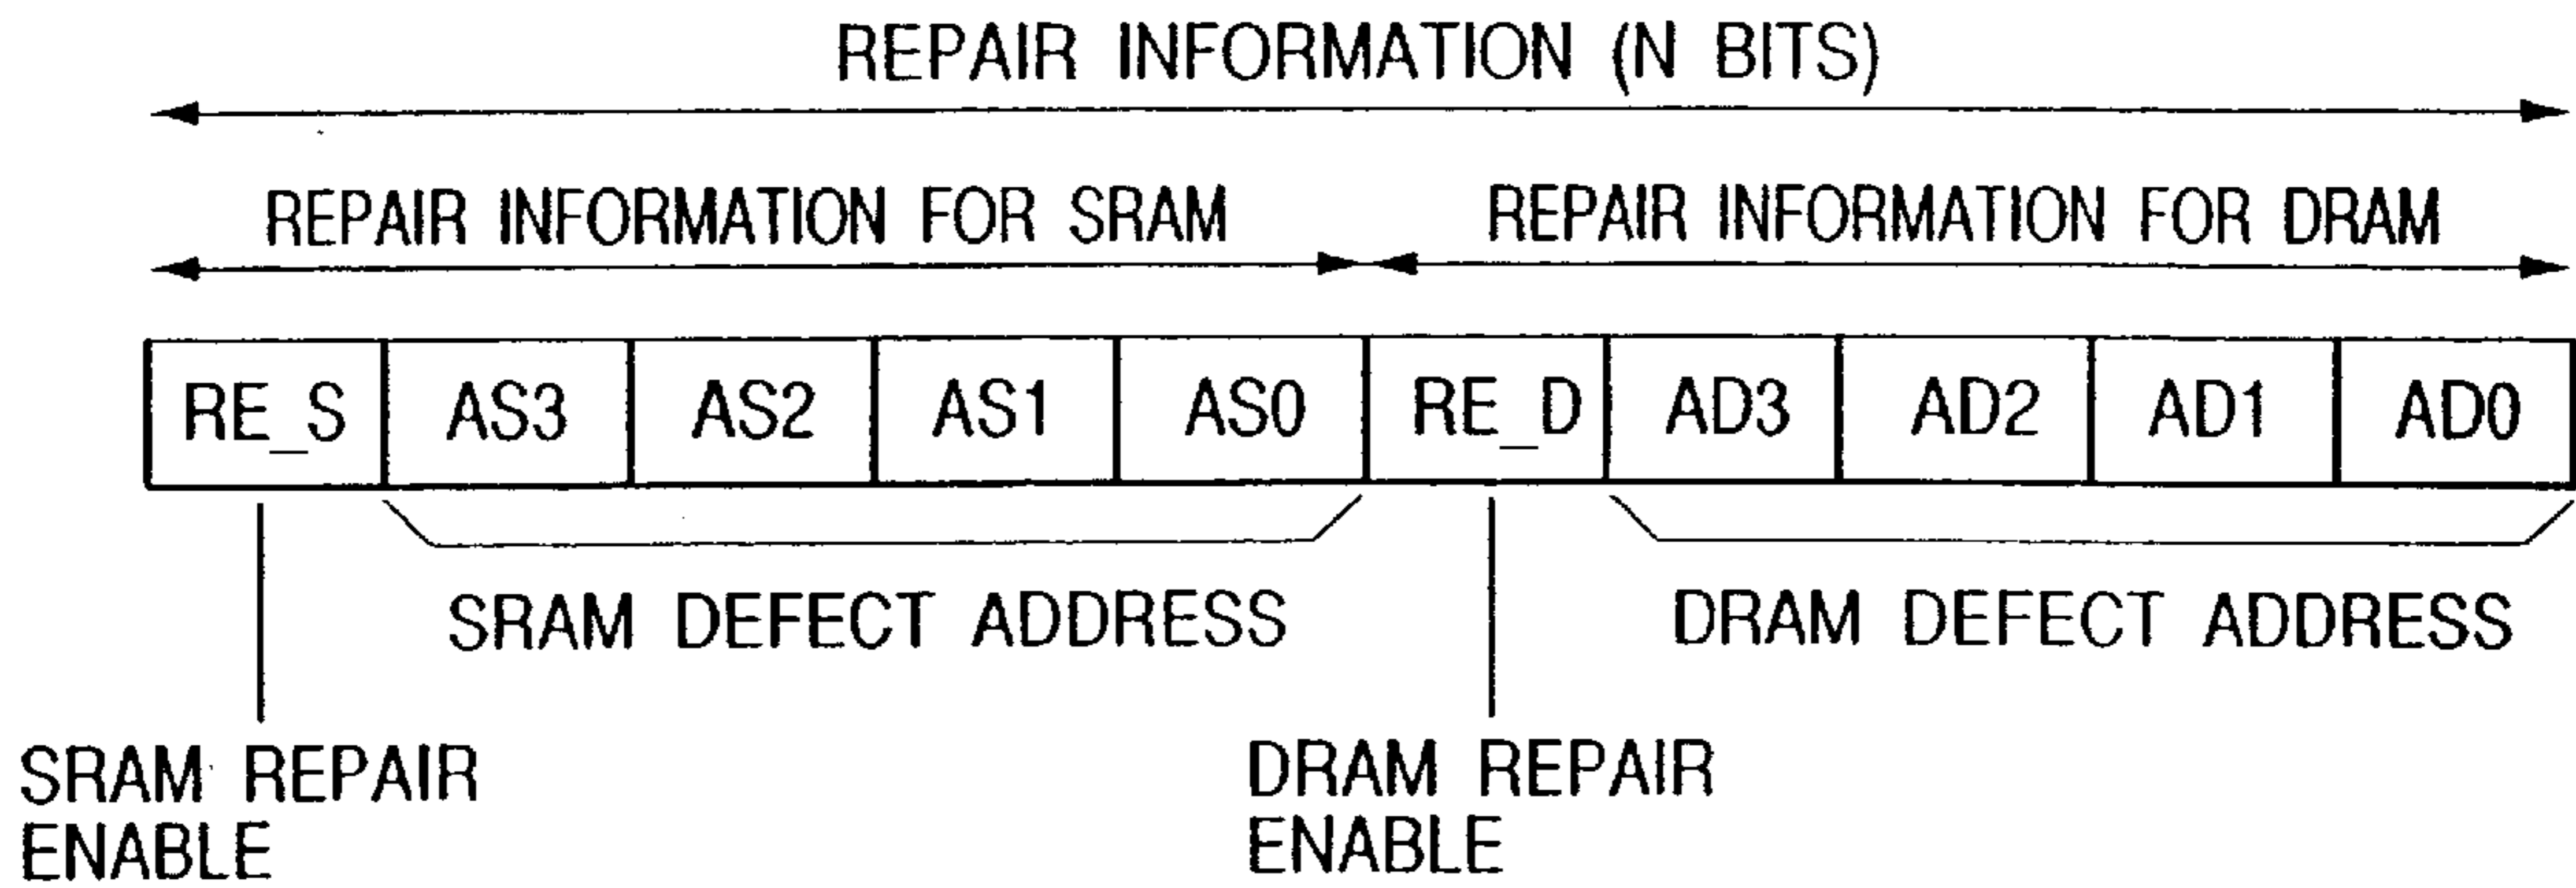 REPAIR INFORMATION (N BITS)
REPAIR INFORMATION FOR SRAM REPAIR INFORMATION FOR DRAM
RE_S AS3 AS2 AS1 AS0 RE_D AD3 AD2 AD1 AD0
SRAM DEFECT ADDRESS DRAM DEFECT ADDRESS
SRAM REPAIR
ENABLE
DRAM REPAIR
ENABLE